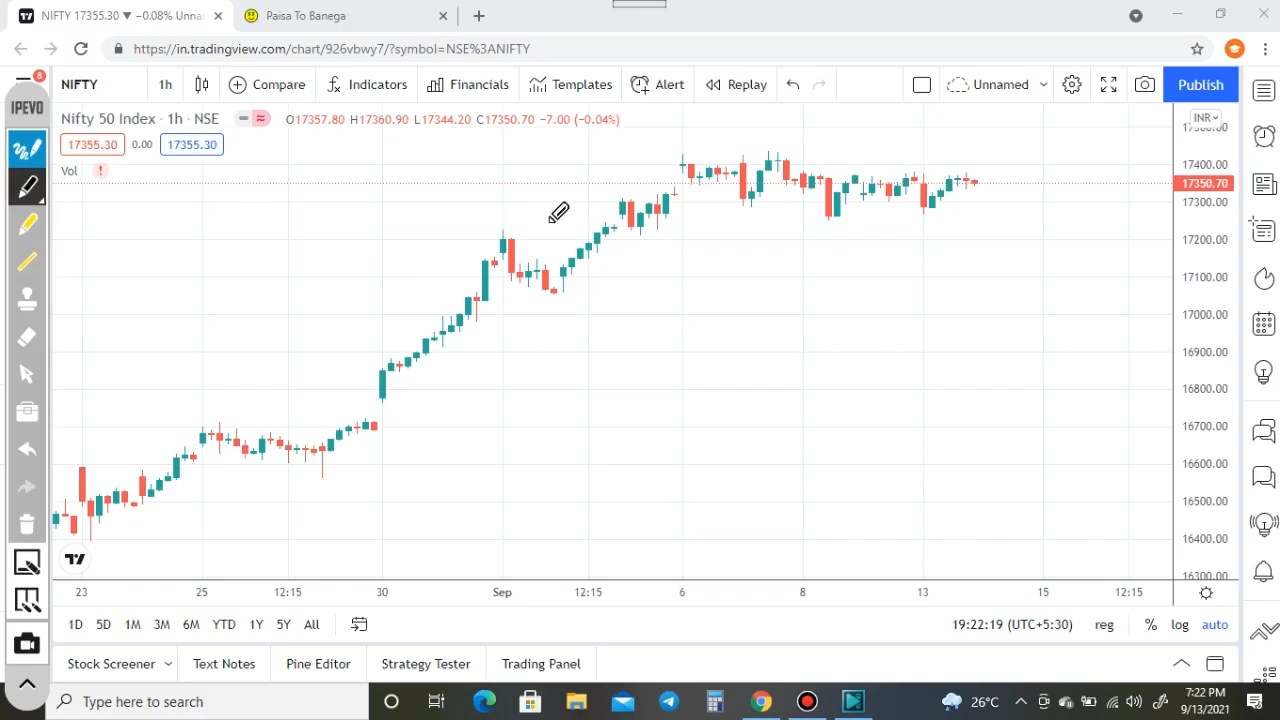 NIFTY 17355.30 ▼ −0.08% Unnar
Paisa To Banega
https://in.tradingview.com/chart/926vbwy7/?symbol=NSE%3ANIFTY
8
IPEVO
NIFTY 1h Compare Indicators Financials Templates Alert Replay Unnamed Publish
Nifty 50 Index · 1h · NSE O17357.80 H17360.90 L17344.20 C17350.70 −7.00 (−0.04%)
INR
17355.30 0.00 17355.30
Vol !
17500.00
17400.00
17350.70
17300.00
17200.00
17100.00
17000.00
16900.00
16800.00
16700.00
16600.00
16500.00
16400.00
16300.00
23 25 12:15 30 Sep 12:15 6 8 13 15 12:15
1D 5D 1M 3M 6M YTD 1Y 5Y All 19:22:19 (UTC+5:30) reg % log auto
Stock Screener Text Notes Pine Editor Strategy Tester Trading Panel
Type here to search
26°C
7:22 PM
9/13/2021